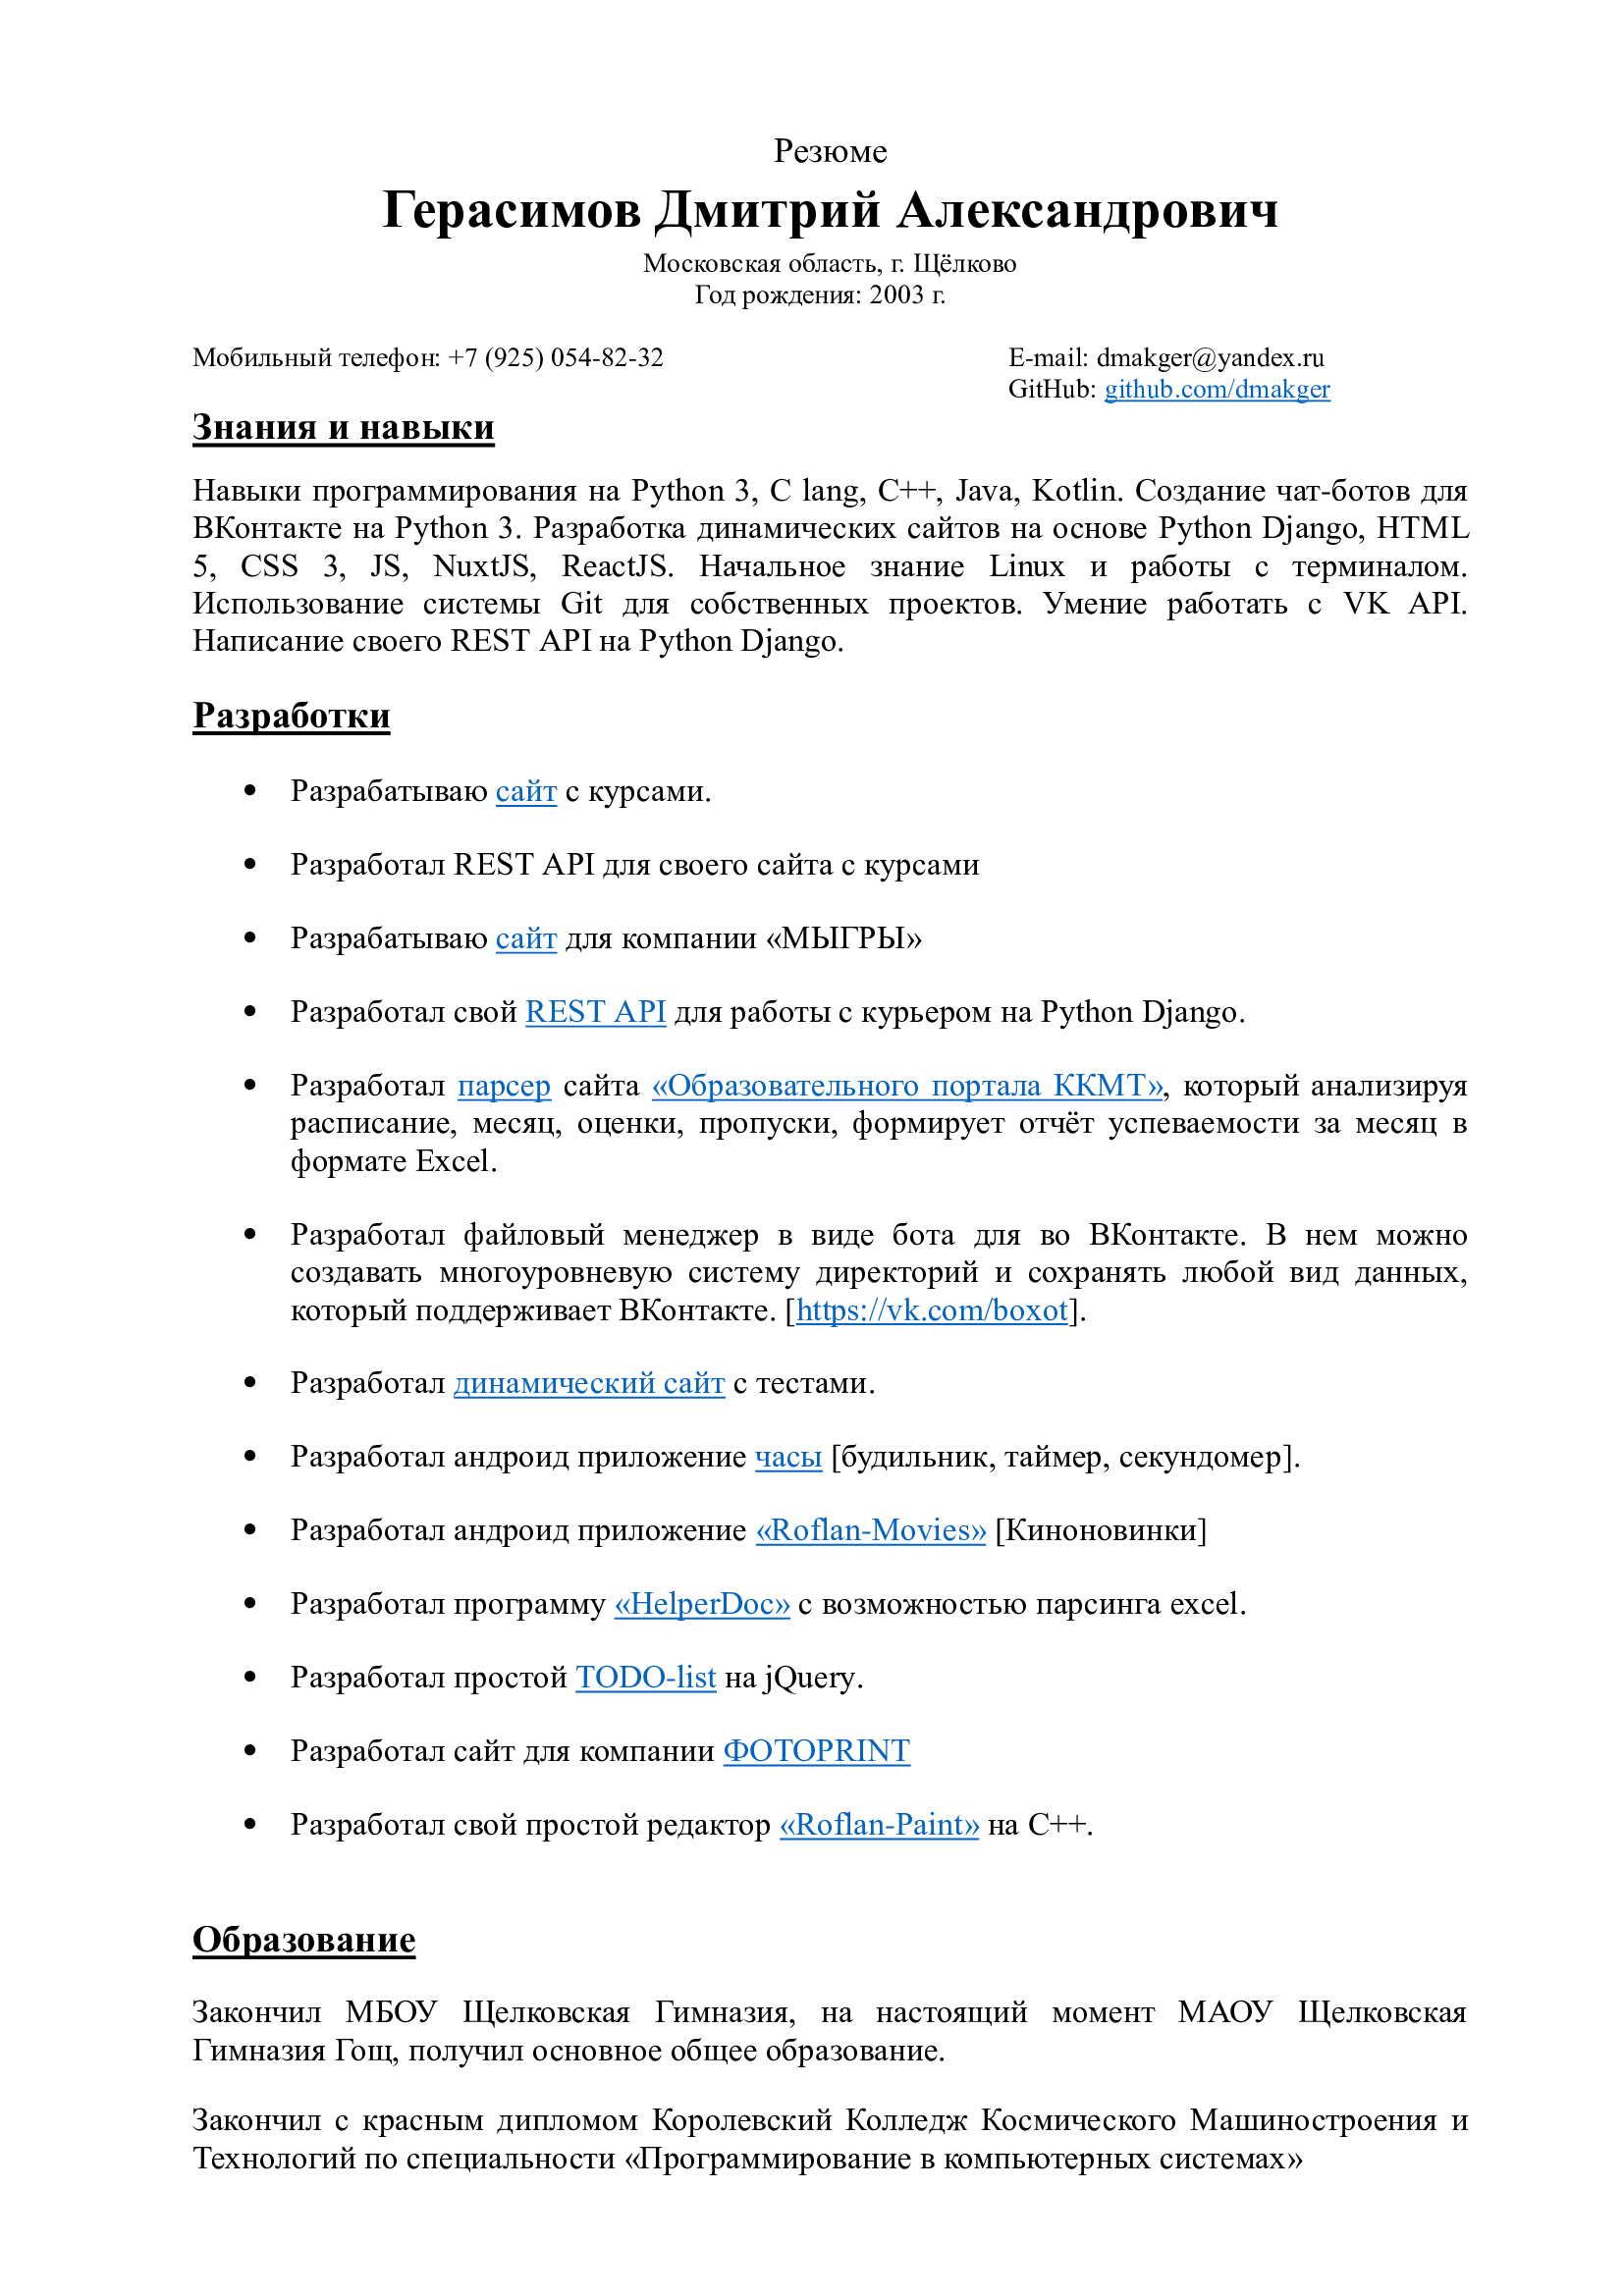 Резюме
Герасимов Дмитрий Александрович
Московская область, г. Щёлково
Год рождения: 2003 г.
Мобильный телефон: +7 (925) 054-82-32
E-mail: dmakger@yandex.ru
GitHub: github.com/dmakger
Знания и навыки
Навыки программирования на Python 3, C lang, C++, Java, Kotlin. Создание чат-ботов для
ВКонтакте на Python 3. Разработка динамических сайтов на основе Python Django, HTML
5, CSS 3, JS, NuxtJS, ReactJS. Начальное знание Linux и работы с терминалом.
Использование системы Git для собственных проектов. Умение работать с VK API.
Написание своего REST API на Python Django.
Разработки
• Разрабатываю сайт с курсами.
• Разработал REST API для своего сайта с курсами
• Разрабатываю сайт для компании «МЫГРЫ»
• Разработал свой REST API для работы с курьером на Python Django.
• Разработал парсер сайта «Образовательного портала ККМТ», который анализируя
расписание, месяц, оценки, пропуски, формирует отчёт успеваемости за месяц в
формате Excel.
• Разработал файловый менеджер в виде бота для во ВКонтакте. В нем можно
создавать многоуровневую систему директорий и сохранять любой вид данных,
который поддерживает ВКонтакте. [https://vk.com/boxot].
• Разработал динамический сайт с тестами.
• Разработал андроид приложение часы [будильник, таймер, секундомер].
• Разработал андроид приложение «Roflan-Movies» [Киноновинки]
• Разработал программу «HelperDoc» с возможностью парсинга excel.
• Разработал простой TODO-list на jQuery.
• Разработал сайт для компании ФОТОPRINT
• Разработал свой простой редактор «Roflan-Paint» на C++.
Образование
Закончил МБОУ Щелковская Гимназия, на настоящий момент МАОУ Щелковская
Гимназия Гощ, получил основное общее образование.
Закончил с красным дипломом Королевский Колледж Космического Машиностроения и
Технологий по специальности «Программирование в компьютерных системах»